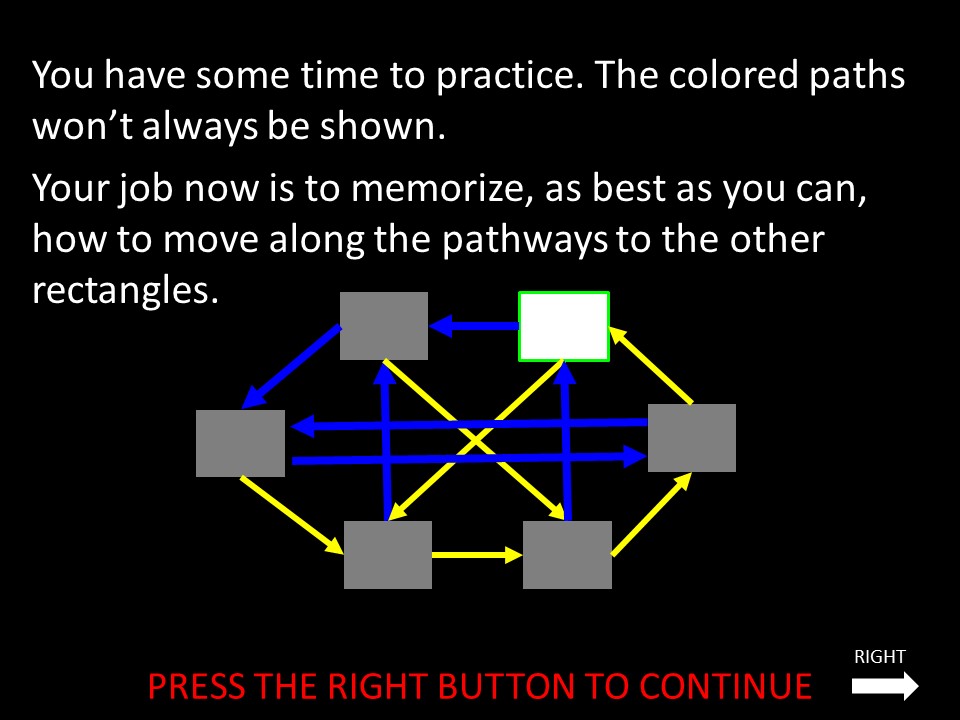 You have some time to practice. The colored paths
won’t always be shown.
Your job now is to memorize, as best as you can,
how to move along the pathways to the other
rectangles.
RIGHT
PRESS THE RIGHT BUTTON TO CONTINUE